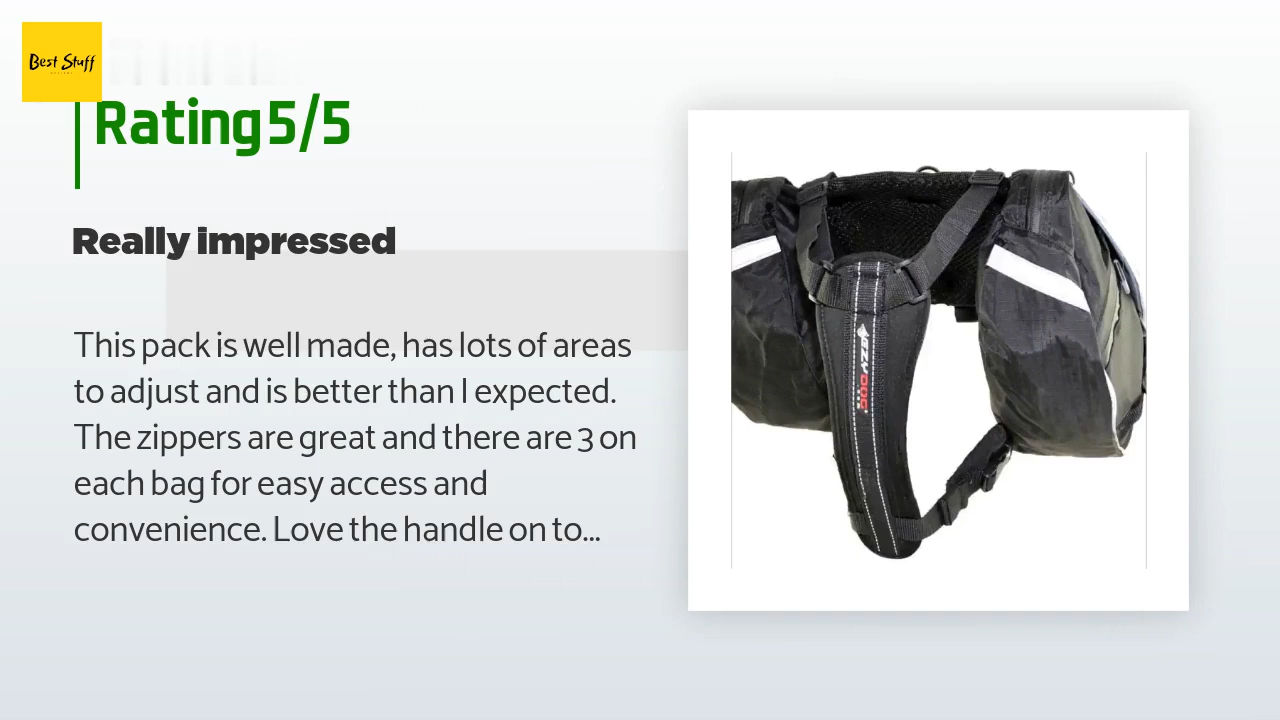 Best Stuff
Rating 5/5
Really impressed
This pack is well made, has lots of areas
to adjust and is better than I expected.
The zippers are great and there are 3 on
each bag for easy access and
convenience. Love the handle on to...
EZYDOG